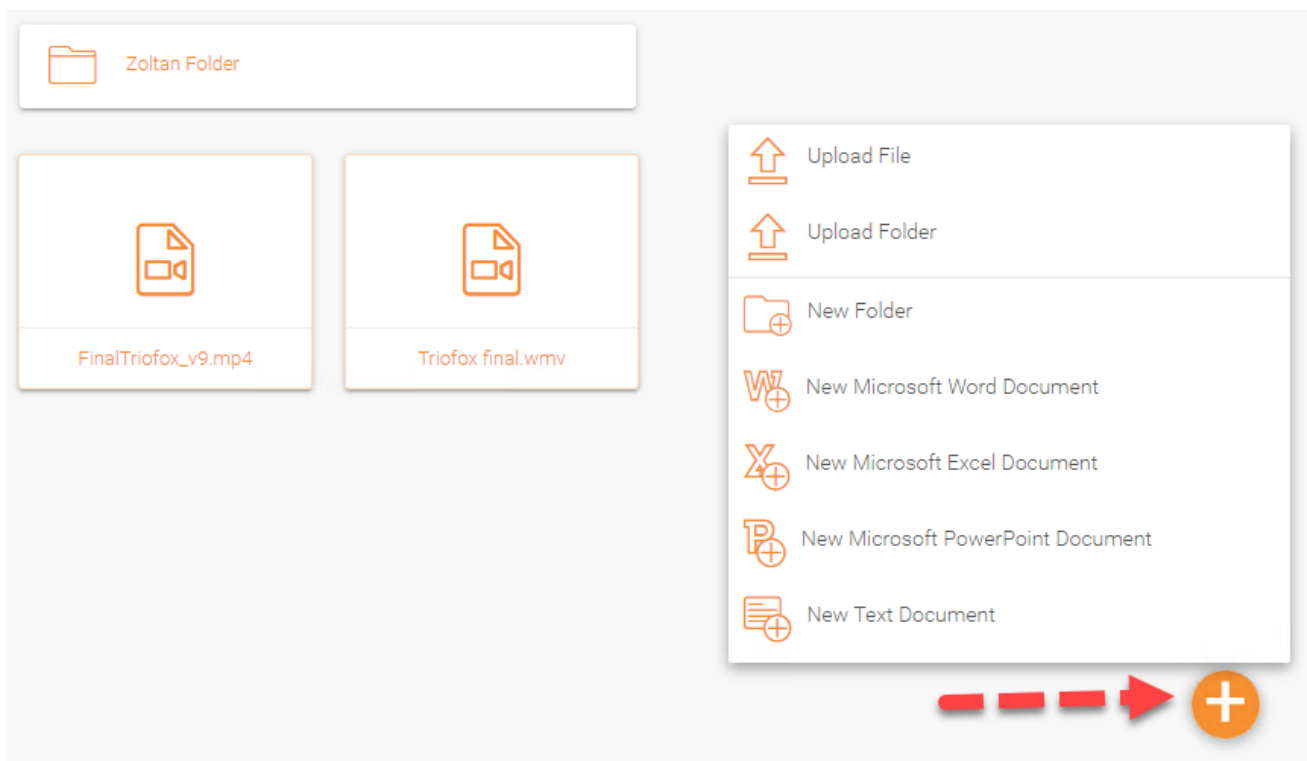 Zoltan Folder
FinalTriofox_v9.mp4
Triofox final.wmv
Upload File
Upload Folder
New Folder
New Microsoft Word Document
New Microsoft Excel Document
New Microsoft PowerPoint Document
New Text Document